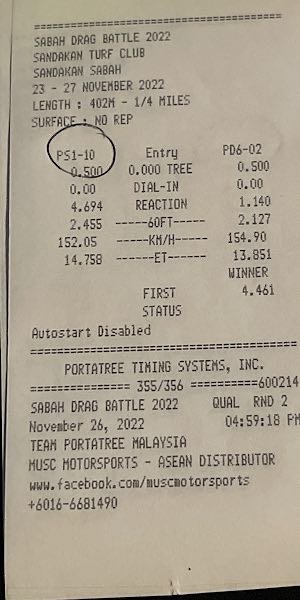 ==================================
SABAH DRAG BATTLE 2022
SANDAKAN TURF CLUB
SANDAKAN SABAH
23 - 27 NOVEMBER 2022
LENGTH : 402M - 1/4 MILES
SURFACE : NO REP
PS1-10 Entry PD6-02
0.500 0.000 TREE 0.500
0.00 DIAL-IN 0.00
4.694 REACTION 1.140
2.455 -----60FT----- 2.127
152.05 -----KM/H----- 154.90
14.758 ------ET------ 13.851
WINNER
FIRST 4.461
STATUS
Autostart Disabled
==================================
PORTATREE TIMING SYSTEMS, INC.
============== 355/356 ==========600214
SABAH DRAG BATTLE 2022 QUAL RND 2
November 26, 2022 04:59:18 PM
TEAM PORTATREE MALAYSIA
MUSC MOTORSPORTS - ASEAN DISTRIBUTOR
www.facebook.com/muscmotorsports
+6016-6681490